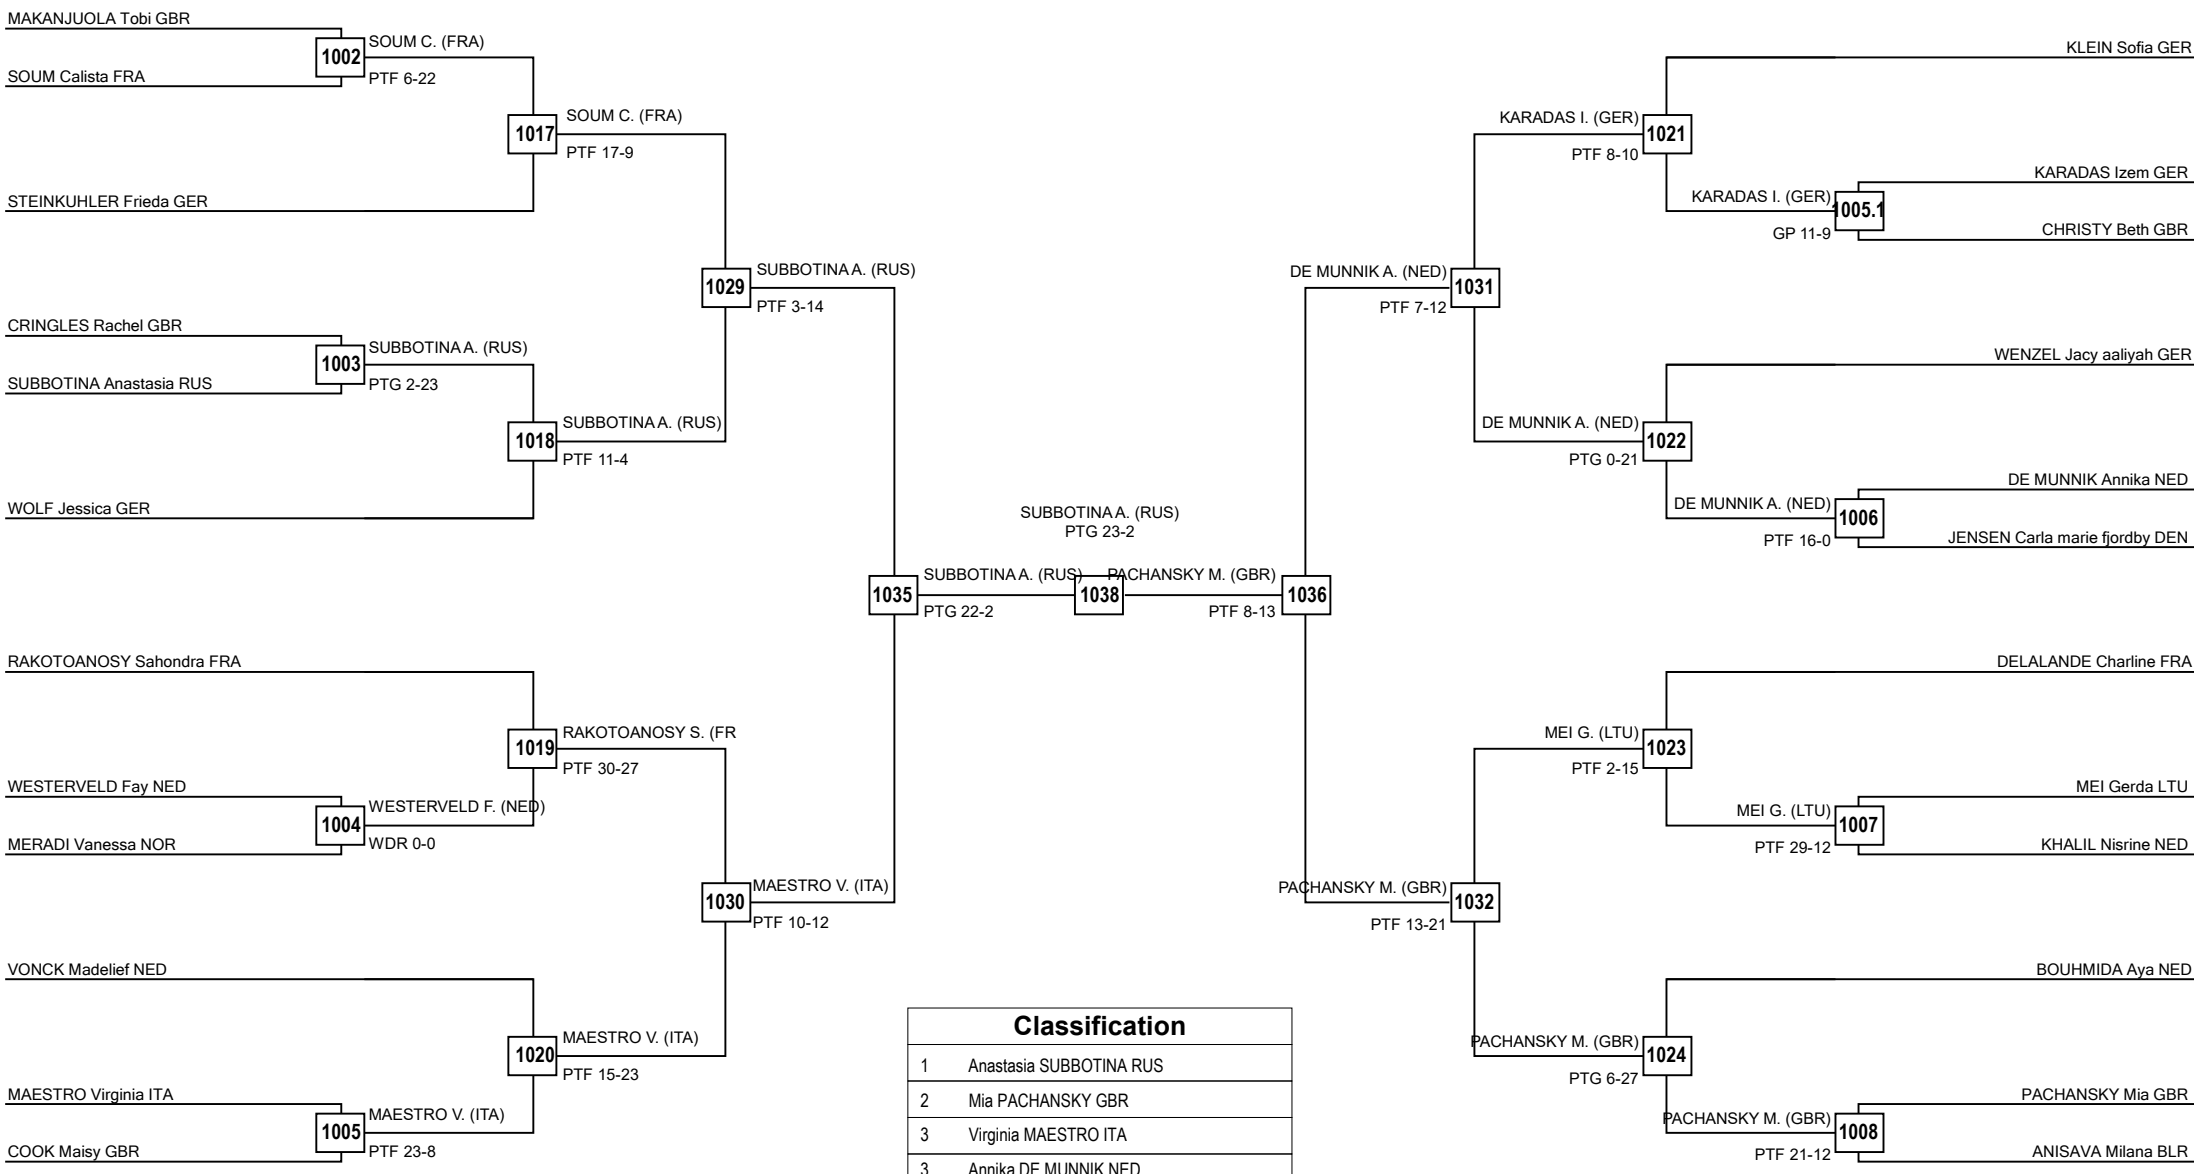 MAKANJUOLA Tobi GBR
1002
SOUM C. (FRA)
PTF 6-22
SOUM Calista FRA
1017
SOUM C. (FRA)
PTF 17-9
STEINKUHLER Frieda GER
1029
SUBBOTINA A. (RUS)
PTF 3-14
CRINGLES Rachel GBR
1003
SUBBOTINA A. (RUS)
PTG 2-23
SUBBOTINA Anastasia RUS
1018
SUBBOTINA A. (RUS)
PTF 11-4
WOLF Jessica GER
1035
SUBBOTINA A. (RUS)
PTG 22-2
RAKOTOANOSY Sahondra FRA
1019
RAKOTOANOSY S. (FR
PTF 30-27
WESTERVELD Fay NED
1004
WESTERVELD F. (NED)
WDR 0-0
MERADI Vanessa NOR
1030
MAESTRO V. (ITA)
PTF 10-12
VONCK Madelief NED
1020
MAESTRO V. (ITA)
PTF 15-23
MAESTRO Virginia ITA
1005
MAESTRO V. (ITA)
PTF 23-8
COOK Maisy GBR
SUBBOTINA A. (RUS)
PTG 23-2
1038
PACHANSKY M. (GBR)
PTF 8-13
1036
KLEIN Sofia GER
KARADAS I. (GER)
1021
PTF 8-10
KARADAS Izem GER
KARADAS I. (GER)
1005.1
GP 11-9
CHRISTY Beth GBR
DE MUNNIK A. (NED)
1031
PTF 7-12
WENZEL Jacy aaliyah GER
DE MUNNIK A. (NED)
1022
PTG 0-21
DE MUNNIK Annika NED
DE MUNNIK A. (NED)
1006
PTF 16-0
JENSEN Carla marie fjordby DEN
DELALANDE Charline FRA
MEI G. (LTU)
1023
PTF 2-15
MEI Gerda LTU
MEI G. (LTU)
1007
PTF 29-12
KHALIL Nisrine NED
PACHANSKY M. (GBR)
1032
PTF 13-21
BOUHMIDA Aya NED
PACHANSKY M. (GBR)
1024
PTG 6-27
PACHANSKY Mia GBR
PACHANSKY M. (GBR)
1008
PTF 21-12
ANISAVA Milana BLR
Classification
1 Anastasia SUBBOTINA RUS
2 Mia PACHANSKY GBR
3 Virginia MAESTRO ITA
3 Annika DE MUNNIK NED